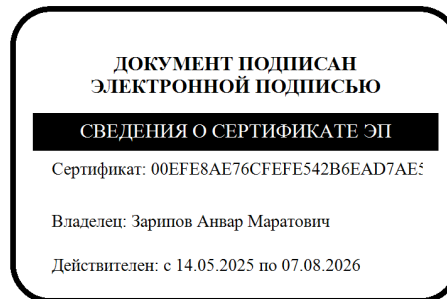 ДОКУМЕНТ ПОДПИСАН
ЭЛЕКТРОННОЙ ПОДПИСЬЮ
СВЕДЕНИЯ О СЕРТИФИКАТЕ ЭП
Сертификат: 00EFE8AE76CFEFE542B6EAD7AE5
Владелец: Зарипов Анвар Маратович
Действителен: с 14.05.2025 по 07.08.2026